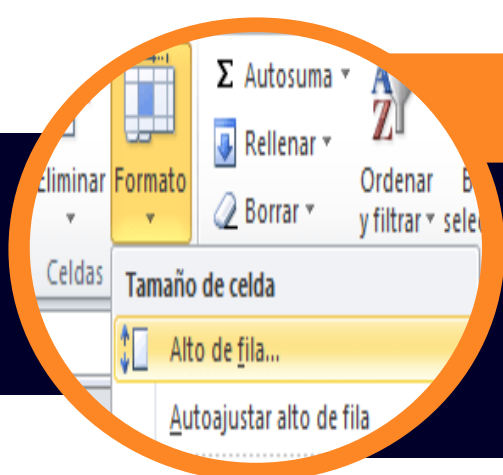 Σ Autosuma
Rellenar
Borrar
Eliminar
Formato
Ordenar
y filtrar
Celdas
Tamaño de celda
Alto de fila...
Autoajustar alto de fila